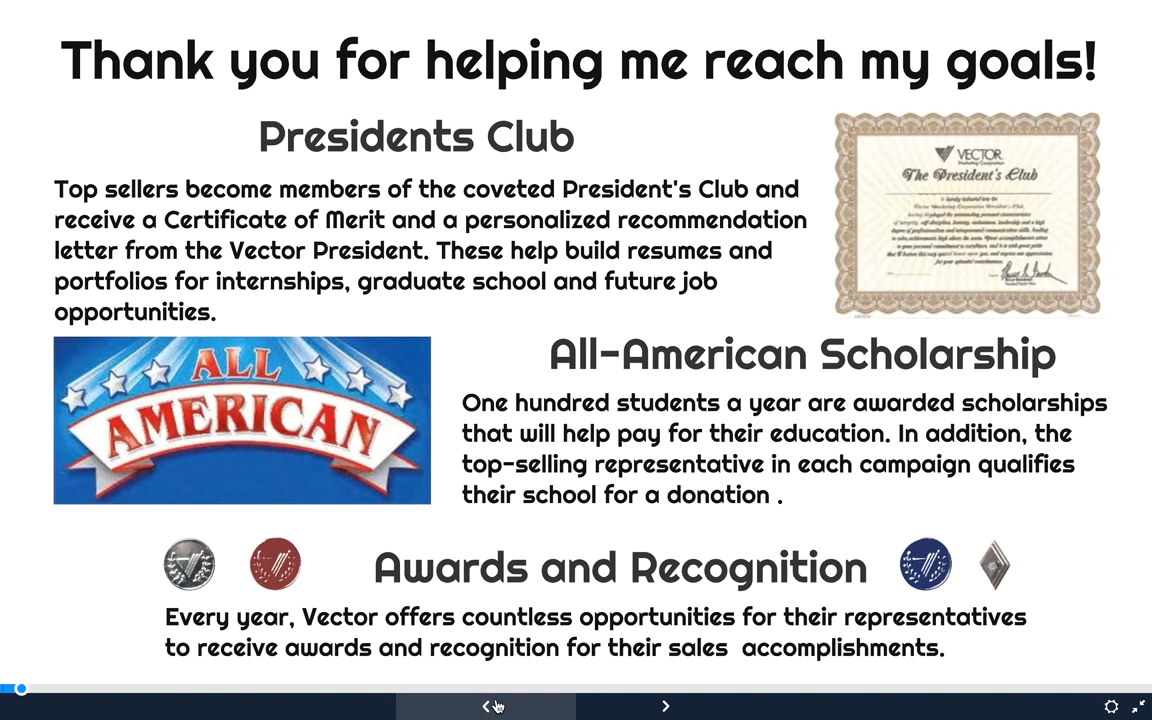 Thank you for helping me reach my goals!
Presidents Club
Top sellers become members of the coveted President's Club and
receive a Certificate of Merit and a personalized recommendation
letter from the Vector President. These help build resumes and
portfolios for internships, graduate school and future job
opportunities.
VECTOR
Marketing Corporation
The President's Club
ALL
AMERICAN
All-American Scholarship
One hundred students a year are awarded scholarships
that will help pay for their education. In addition, the
top-selling representative in each campaign qualifies
their school for a donation .
Awards and Recognition
Every year, Vector offers countless opportunities for their representatives
to receive awards and recognition for their sales accomplishments.